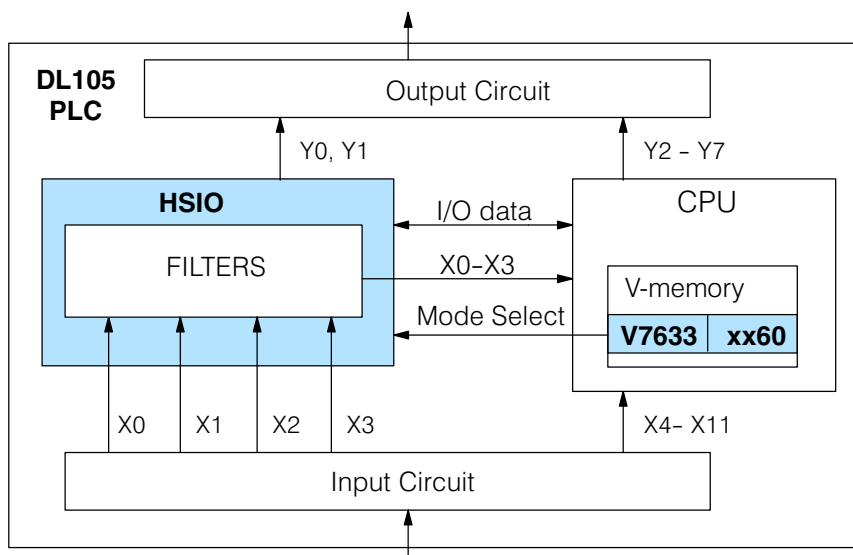 DL105
PLC
Output Circuit
Y0, Y1
Y2 - Y7
HSIO
I/O data
CPU
FILTERS
X0-X3
V-memory
Mode Select
V7633 xx60
X0 X1 X2 X3
X4- X11
Input Circuit